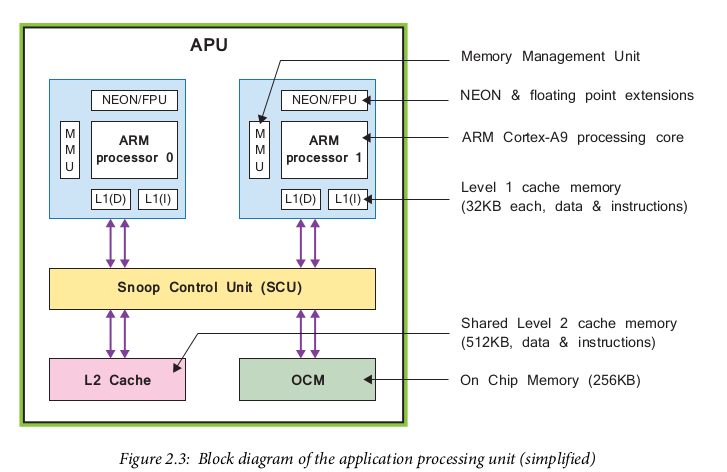 APU
Memory Management Unit
NEON/FPU
NEON/FPU
NEON & floating point extensions
M
M
U
ARM
processor 0
M
M
U
ARM
processor 1
ARM Cortex-A9 processing core
L1(D)
L1(I)
L1(D)
L1(I)
Level 1 cache memory
(32KB each, data & instructions)
Snoop Control Unit (SCU)
Shared Level 2 cache memory
(512KB, data & instructions)
L2 Cache
OCM
On Chip Memory (256KB)
Figure 2.3: Block diagram of the application processing unit (simplified)